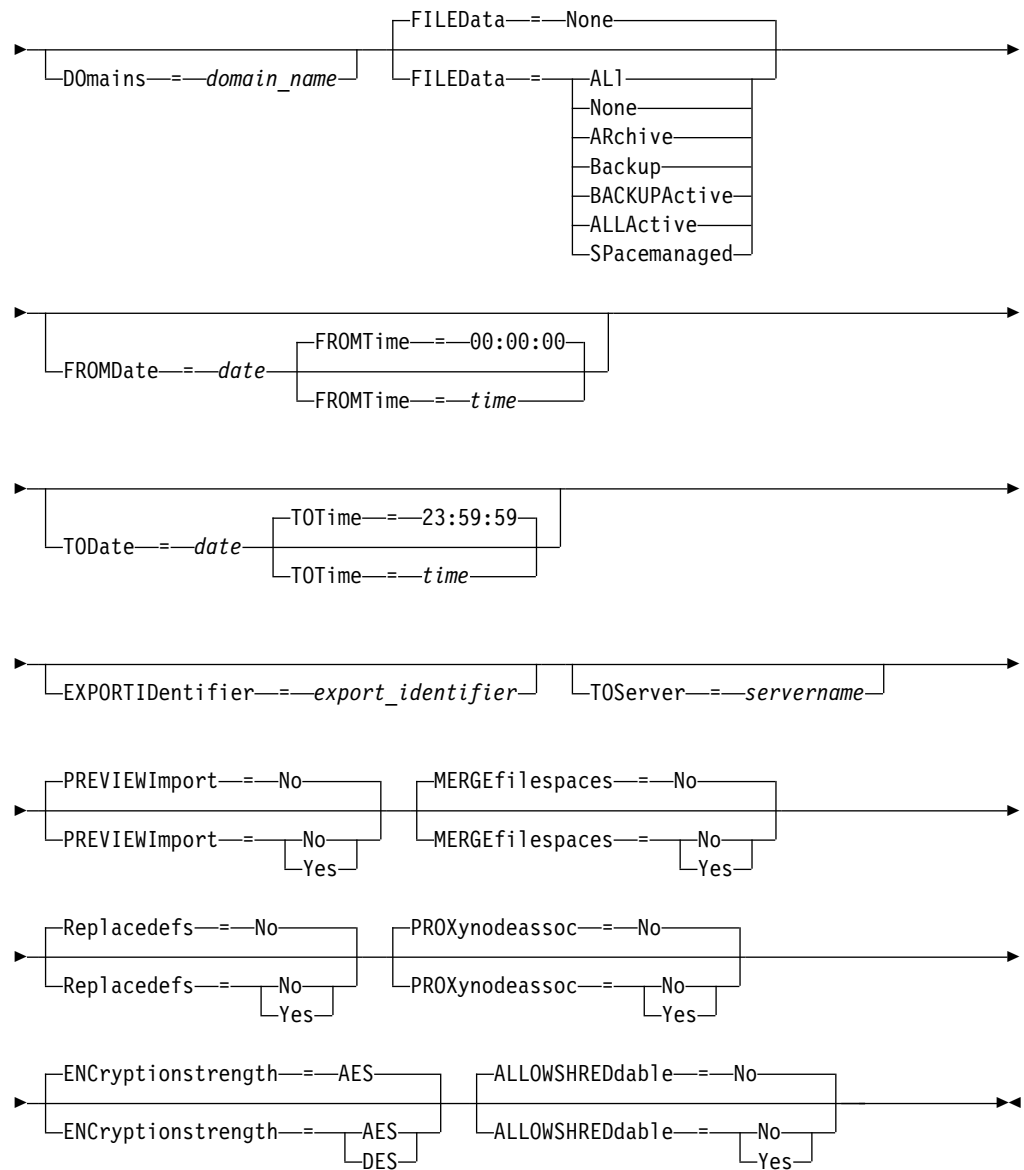 FILEData = None
DOmains = domain_name FILEData = ALl
None
ARchive
Backup
BACKUPActive
ALLActive
SPacemanaged
FROMTime = 00:00:00
FROMDate = date
FROMTime = time
TOTime = 23:59:59
TODate = date
TOTime = time
EXPORTIDentifier = export_identifier TOServer = servername
PREVIEWImport = No MERGEfilespaces = No
PREVIEWImport = No MERGEfilespaces = No
Yes Yes
Replacedefs = No PROXynodeassoc = No
Replacedefs = No PROXynodeassoc = No
Yes Yes
ENCryptionstrength = AES ALLOWSHREDdable = No
ENCryptionstrength = AES ALLOWSHREDdable = No
DES Yes